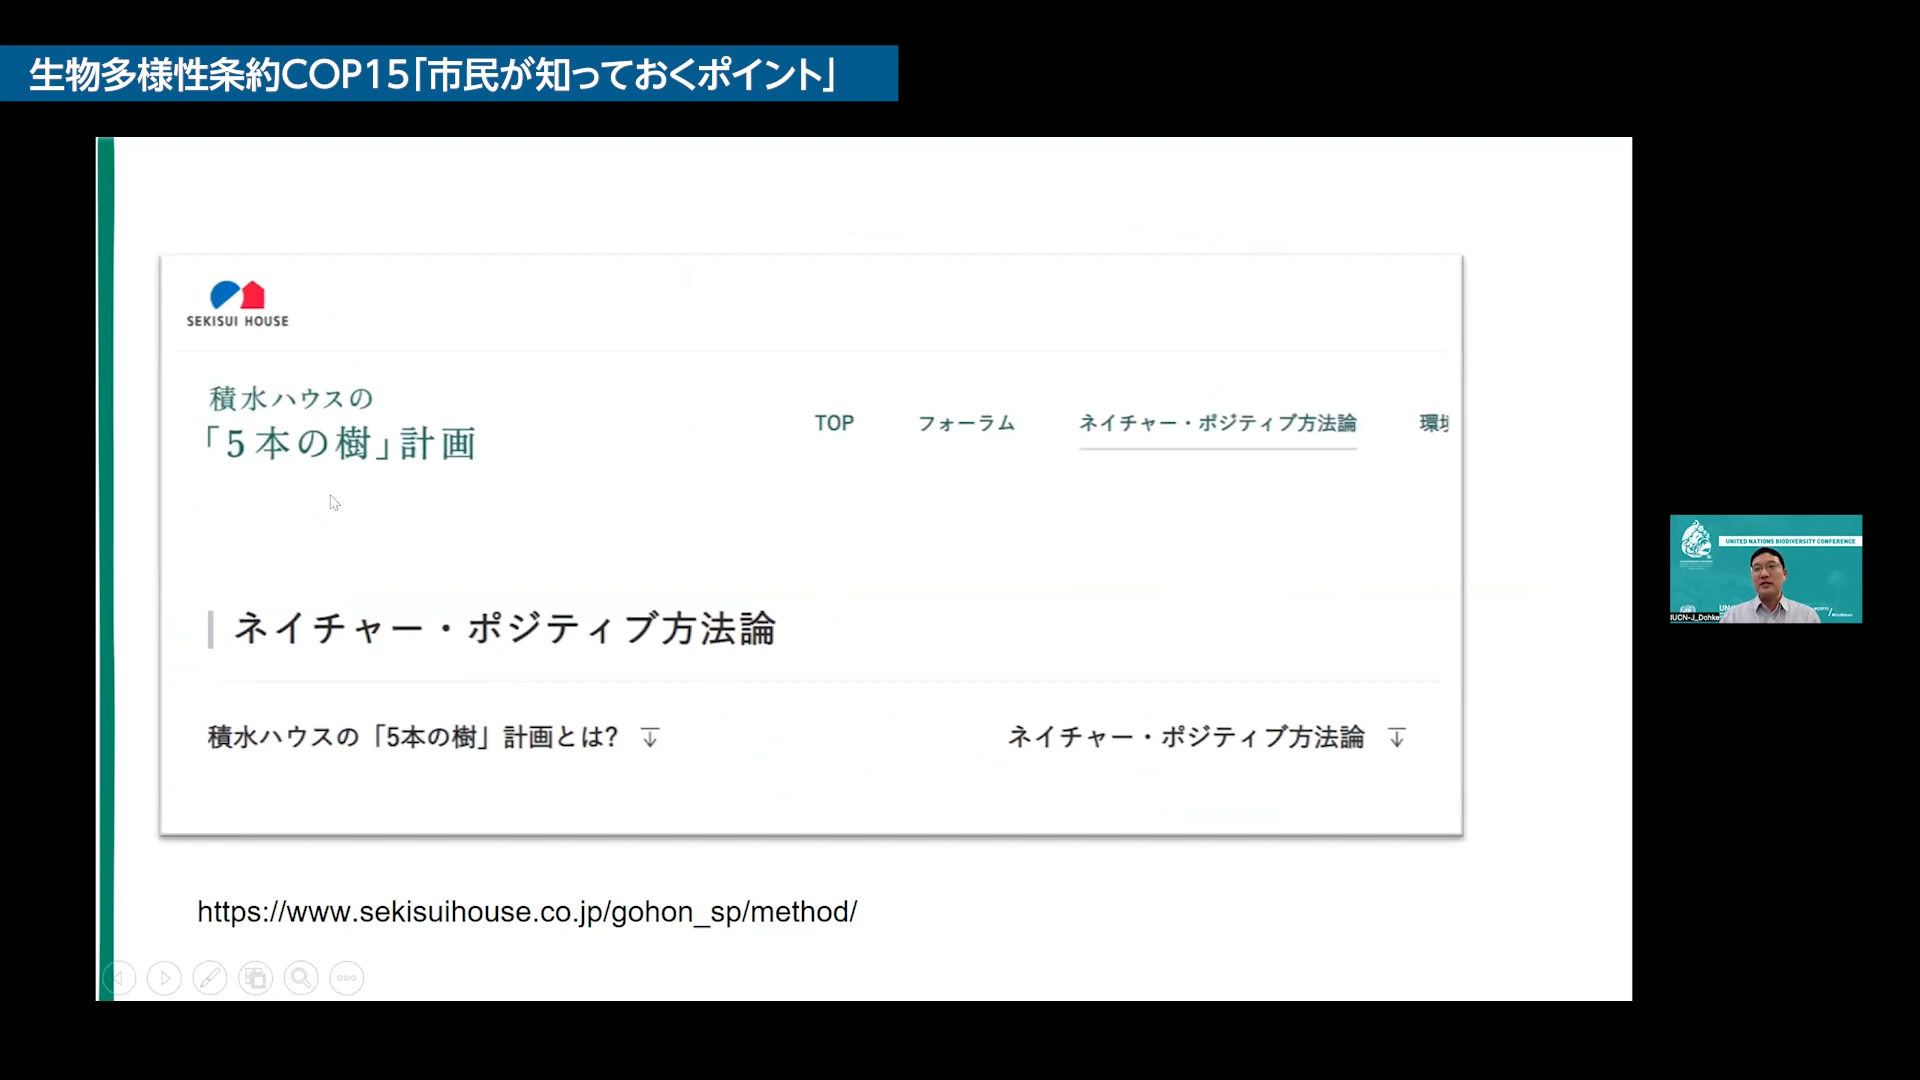 生物多様性条約COP15「市民が知っておくポイント」
SEKISUI HOUSE
積水ハウスの
「5本の樹」計画
TOP フォーラム ネイチャー・ポジティブ方法論 環境
ネイチャー・ポジティブ方法論
積水ハウスの「5本の樹」計画とは? ネイチャー・ポジティブ方法論
https://www.sekisuihouse.co.jp/gohon_sp/method/
UNITED NATIONS BIODIVERSITY CONFERENCE
IUCN-J_Dohke